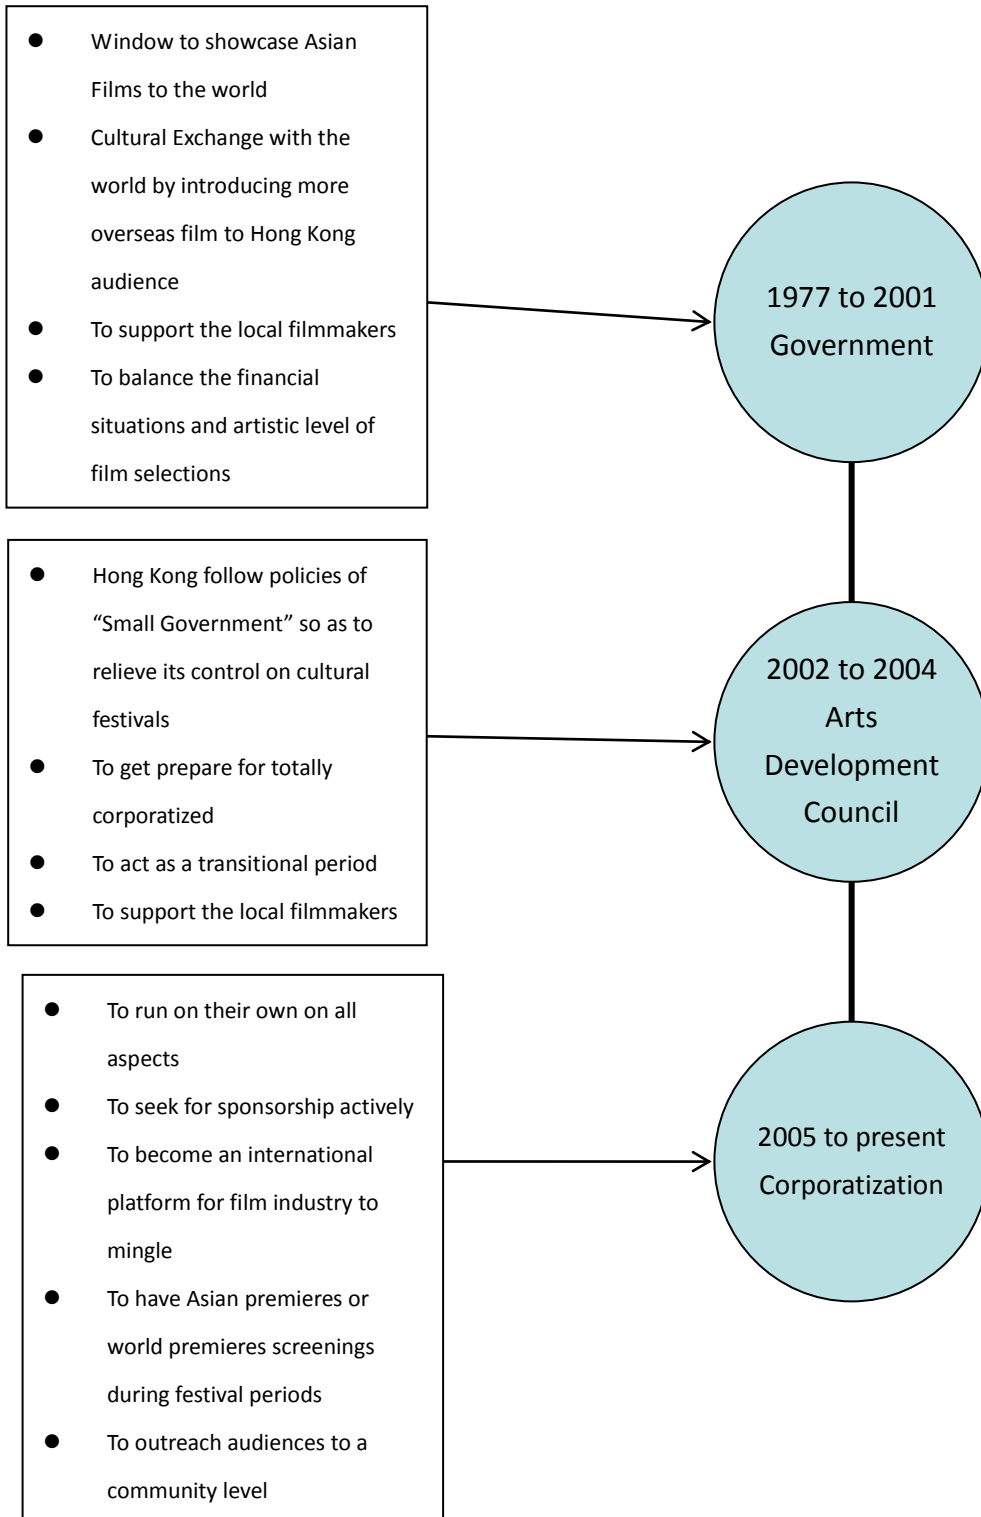 ● Window to showcase Asian
Films to the world
● Cultural Exchange with the
world by introducing more
overseas film to Hong Kong
audience
● To support the local filmmakers
● To balance the financial
situations and artistic level of
film selections
1977 to 2001
Government
● Hong Kong follow policies of
“Small Government” so as to
relieve its control on cultural
festivals
● To get prepare for totally
corporatized
● To act as a transitional period
● To support the local filmmakers
2002 to 2004
Arts
Development
Council
● To run on their own on all
aspects
● To seek for sponsorship actively
● To become an international
platform for film industry to
mingle
● To have Asian premieres or
world premieres screenings
during festival periods
● To outreach audiences to a
community level
2005 to present
Corporatization